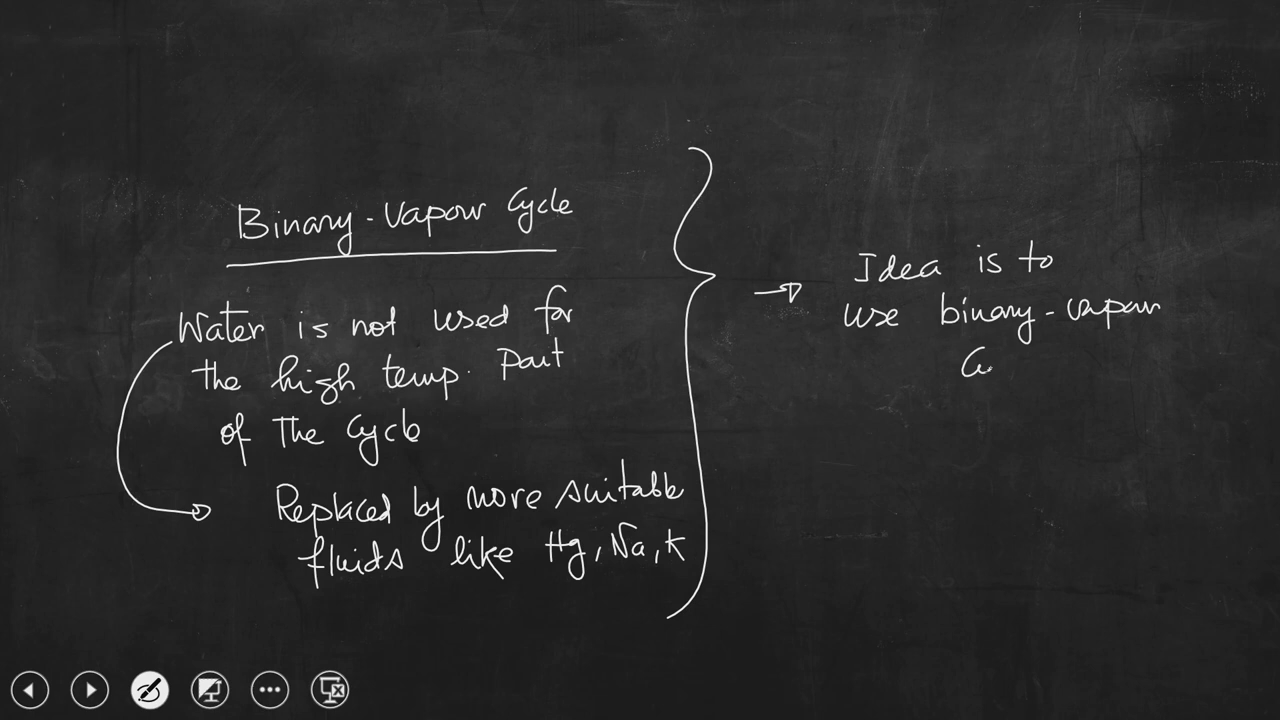 Binary-Vapour Cycle
Water is not used for
the high temp. part
of the Cycle
Replaced by more suitable
fluids like Hg, Na, K
Idea is to
use binary-vapour